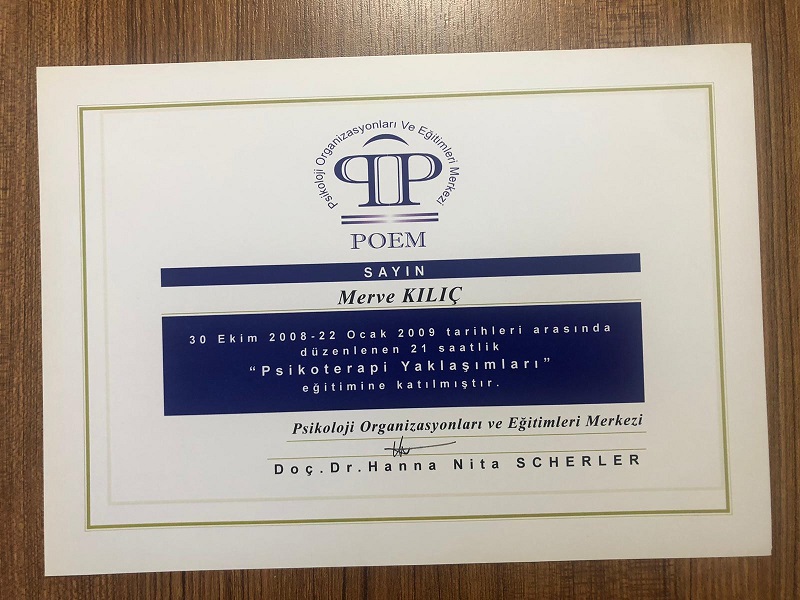 Psikoloji Organizasyonları Ve Eğitimleri Merkezi
POEM
SAYIN
Merve KILIÇ
30 Ekim 2008-22 Ocak 2009 tarihleri arasında
düzenlenen 21 saatlik
“Psikoterapi Yaklaşımları”
eğitimine katılmıştır.
Psikoloji Organizasyonları ve Eğitimleri Merkezi
Doç.Dr.Hanna Nita SCHERLER